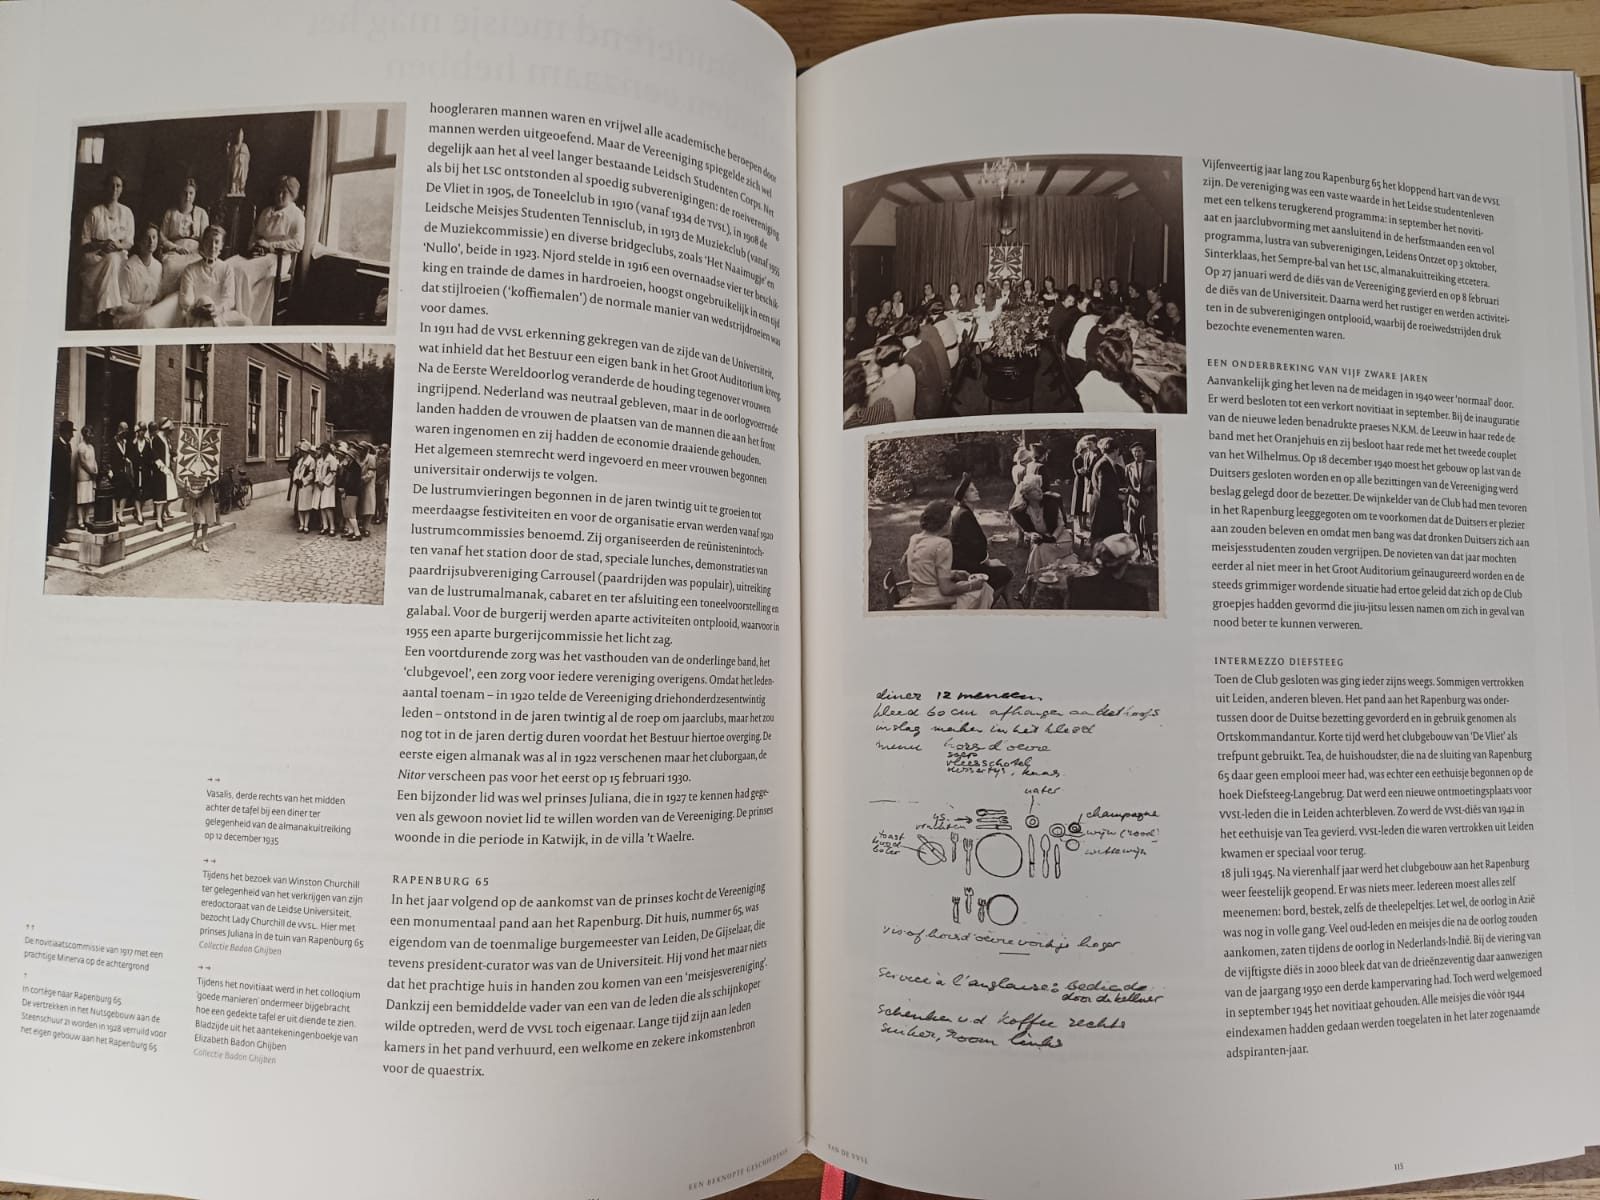 hoogleraren mannen waren en vrijwel alle academische beroepen door
mannen werden uitgeoefend. Maar de Vereeniging spiegelde zich wel
degelijk aan het al veel langer bestaande Leidsch Studenten Corps. Net
als bij het LSC ontstonden al spoedig subverenigingen: de roeivereniging
De Vliet in 1905, de Toneelclub in 1910 (vanaf 1934 de TVSL), in 1908 de
Leidsche Meisjes Studenten Tennisclub, in 1913 de Muziekclub (vanaf 1955
de Muziekcommissie) en diverse bridgeclubs, zoals 'Het Naaimugje' en
'Nullo', beide in 1923. Njord stelde in 1916 een overnaadse vier ter beschik-
king en trainde de dames in hardroeien, hoogst ongebruikelijk in een tijd
dat stijlroeien ('koffiemalen') de normale manier van wedstrijdroeien was
voor dames.
In 1911 had de VVSL erkenning gekregen van de zijde van de Universiteit,
wat inhield dat het Bestuur een eigen bank in het Groot Auditorium kreeg.
Na de Eerste Wereldoorlog veranderde de houding tegenover vrouwen
ingrijpend. Nederland was neutraal gebleven, maar in de oorlogvoerende
landen hadden de vrouwen de plaatsen van de mannen die aan het front
waren ingenomen en zij hadden de economie draaiende gehouden.
Het algemeen stemrecht werd ingevoerd en meer vrouwen begonnen
universitair onderwijs te volgen.
De lustrumvieringen begonnen in de jaren twintig uit te groeien tot
meerdaagse festiviteiten en voor de organisatie ervan werden vanaf 1920
lustrumcommissies benoemd. Zij organiseerden de reünistenintoch-
ten vanaf het station door de stad, speciale lunches, demonstraties van
paardrijsubvereniging Carrousel (paardrijden was populair), uitreiking
van de lustrumalmanak, cabaret en ter afsluiting een toneelvoorstelling en
galabal. Voor de burgerij werden aparte activiteiten ontplooid, waarvoor in
1955 een aparte burgerijcommissie het licht zag.
Een voortdurende zorg was het vasthouden van de onderlinge band, het
'clubgevoel', een zorg voor iedere vereniging overigens. Omdat het leden-
aantal toenam – in 1920 telde de Vereeniging driehonderdzesentwintig
leden – ontstond in de jaren twintig al de roep om jaarclubs, maar het zou
nog tot in de jaren dertig duren voordat het Bestuur hiertoe overging. De
eerste eigen almanak was al in 1922 verschenen maar het cluborgaan, de
Nitor verscheen pas voor het eerst op 15 februari 1930.
Een bijzonder lid was wel prinses Juliana, die in 1927 te kennen had gege-
ven als gewoon noviet lid te willen worden van de Vereeniging. De prinses
woonde in die periode in Katwijk, in de villa 't Waelre.
RAPENBURG 65
In het jaar volgend op de aankomst van de prinses kocht de Vereeniging
een monumentaal pand aan het Rapenburg. Dit huis, nummer 65, was
eigendom van de toenmalige burgemeester van Leiden, De Gijselaar, die
tevens president-curator was van de Universiteit. Hij vond het maar niets
dat het prachtige huis in handen zou komen van een 'meisjesvereniging'.
Dankzij een bemiddelde vader van een van de leden die als schijnkoper
wilde optreden, werd de VVSL toch eigenaar. Lange tijd zijn aan leden
kamers in het pand verhuurd, een welkome en zekere inkomstenbron
voor de quaestrix.
→→
Vasalis, derde rechts van het midden
achter de tafel bij een diner ter
gelegenheid van de almanakuitreiking
op 12 december 1935
→→
Tijdens het bezoek van Winston Churchill
ter gelegenheid van het verkrijgen van zijn
eredoctoraat van de Leidse Universiteit,
bezocht Lady Churchill de VVSL. Hier met
prinses Juliana in de tuin van Rapenburg 65
Collectie Badon Ghijben
→→
Tijdens het novitiaat werd in het colloqium
'goede manieren' ondermeer bijgebracht
hoe een gedekte tafel er uit diende te zien.
Bladzijde uit het aantekeningenboekje van
Elizabeth Badon Ghijben
Collectie Badon Ghijben
↑↑
De novitiaatscommissie van 1917 met een
prachtige Minerva op de achtergrond
↑
In cortège naar Rapenburg 65
De vertrekken in het Nutsgebouw aan de
Steenschuur 21 worden in 1928 verruild voor
het eigen gebouw aan het Rapenburg 65
EEN BEKNOPTE GESCHIEDENIS
VAN DE VVSL
diner 12 mensen
kleed 60 cm afhangen
inslag maken in het kleed
menu hors d'oeuvre
soep
vleesschotel
kaas
water
champagne
wijn (rood)
witte wijn
toast
brood
boter
vis of hors d'oeuvre vorkje hoger
service à l'anglaise: bediende
door de kellner
schenken v.d. koffie rechts
suiker, room links
Vijfenveertig jaar lang zou Rapenburg 65 het kloppend hart van de VVSL
zijn. De vereniging was een vaste waarde in het Leidse studentenleven
met een telkens terugkerend programma: in september het noviti-
aat en jaarclubvorming met aansluitend in de herfstmaanden een vol
programma, lustra van subverenigingen, Leidens Ontzet op 3 oktober,
Sinterklaas, het Sempre-bal van het LSC, almanakuitreiking etcetera.
Op 27 januari werd de diës van de Vereniging gevierd en op 8 februari
de diës van de Universiteit. Daarna werd het rustiger en werden activitei-
ten in de subverenigingen ontplooid, waarbij de roeiwedstrijden druk
bezochte evenementen waren.
EEN ONDERBREKING VAN VIJF ZWARE JAREN
Aanvankelijk ging het leven na de meidagen in 1940 weer 'normaal' door.
Er werd besloten tot een verkort novitiaat in september. Bij de inauguratie
van de nieuwe leden benadrukte praeses N.K.M. de Leeuw in haar rede de
band met het Oranjehuis en zij besloot haar rede met het tweede couplet
van het Wilhelmus. Op 18 december 1940 moest het gebouw op last van de
Duitsers gesloten worden en op alle bezittingen van de Vereniging werd
beslag gelegd door de bezetter. De wijnkelder van de Club had men tevoren
in het Rapenburg leeggegoten om te voorkomen dat de Duitsers er plezier
aan zouden beleven en omdat men bang was dat dronken Duitsers zich aan
meisjesstudenten zouden vergrijpen. De novieten van dat jaar mochten
eerder al niet meer in het Groot Auditorium geïnaugureerd worden en de
steeds grimmiger wordende situatie had ertoe geleid dat zich op de Club
groepjes hadden gevormd die jiu-jitsu lessen namen om zich in geval van
nood beter te kunnen verweren.
INTERMEZZO DIEFSTEEG
Toen de Club gesloten was ging ieder zijns weegs. Sommigen vertrokken
uit Leiden, anderen bleven. Het pand aan het Rapenburg was onder-
tussen door de Duitse bezetting gevorderd en in gebruik genomen als
Ortskommandantur. Korte tijd werd het clubgebouw van 'De Vliet' als
trefpunt gebruikt. Tea, de huishoudster, die na de sluiting van Rapenburg
65 daar geen emplooi meer had, was echter een eethuisje begonnen op de
hoek Diefsteeg-Langebrug. Dat werd een nieuwe ontmoetingsplaats voor
VVSL-leden die in Leiden achterbleven. Zo werd de VVSL-diës van 1942 in
het eethuisje van Tea gevierd. VVSL-leden die waren vertrokken uit Leiden
kwamen er speciaal voor terug.
18 juli 1945. Na vierenhalf jaar werd het clubgebouw aan het Rapenburg
weer feestelijk geopend. Er was niets meer. Iedereen moest alles zelf
meenemen: bord, bestek, zelfs de theelepeltjes. Let wel, de oorlog in Azië
was nog in volle gang. Veel oud-leden en meisjes die na de oorlog zouden
aankomen, zaten tijdens de oorlog in Nederlands-Indië. Bij de viering van
de vijftigste diës in 2000 bleek dat van de drieënzeventig daar aanwezigen
van de jaargang 1950 een derde kampervaring had. Toch werd welgemoed
in september 1945 het novitiaat gehouden. Alle meisjes die vóór 1944
eindexamen hadden gedaan werden toegelaten in het later zogenaamde
adspiranten-jaar.
113